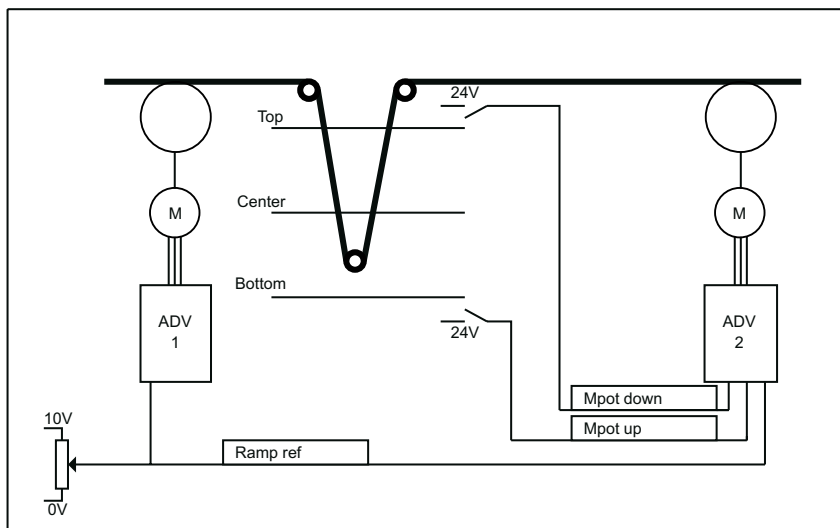 24V
Top
Center
M
M
Bottom
ADV
1
24V
ADV
2
Mpot down
10V
Mpot up
Ramp ref
0V